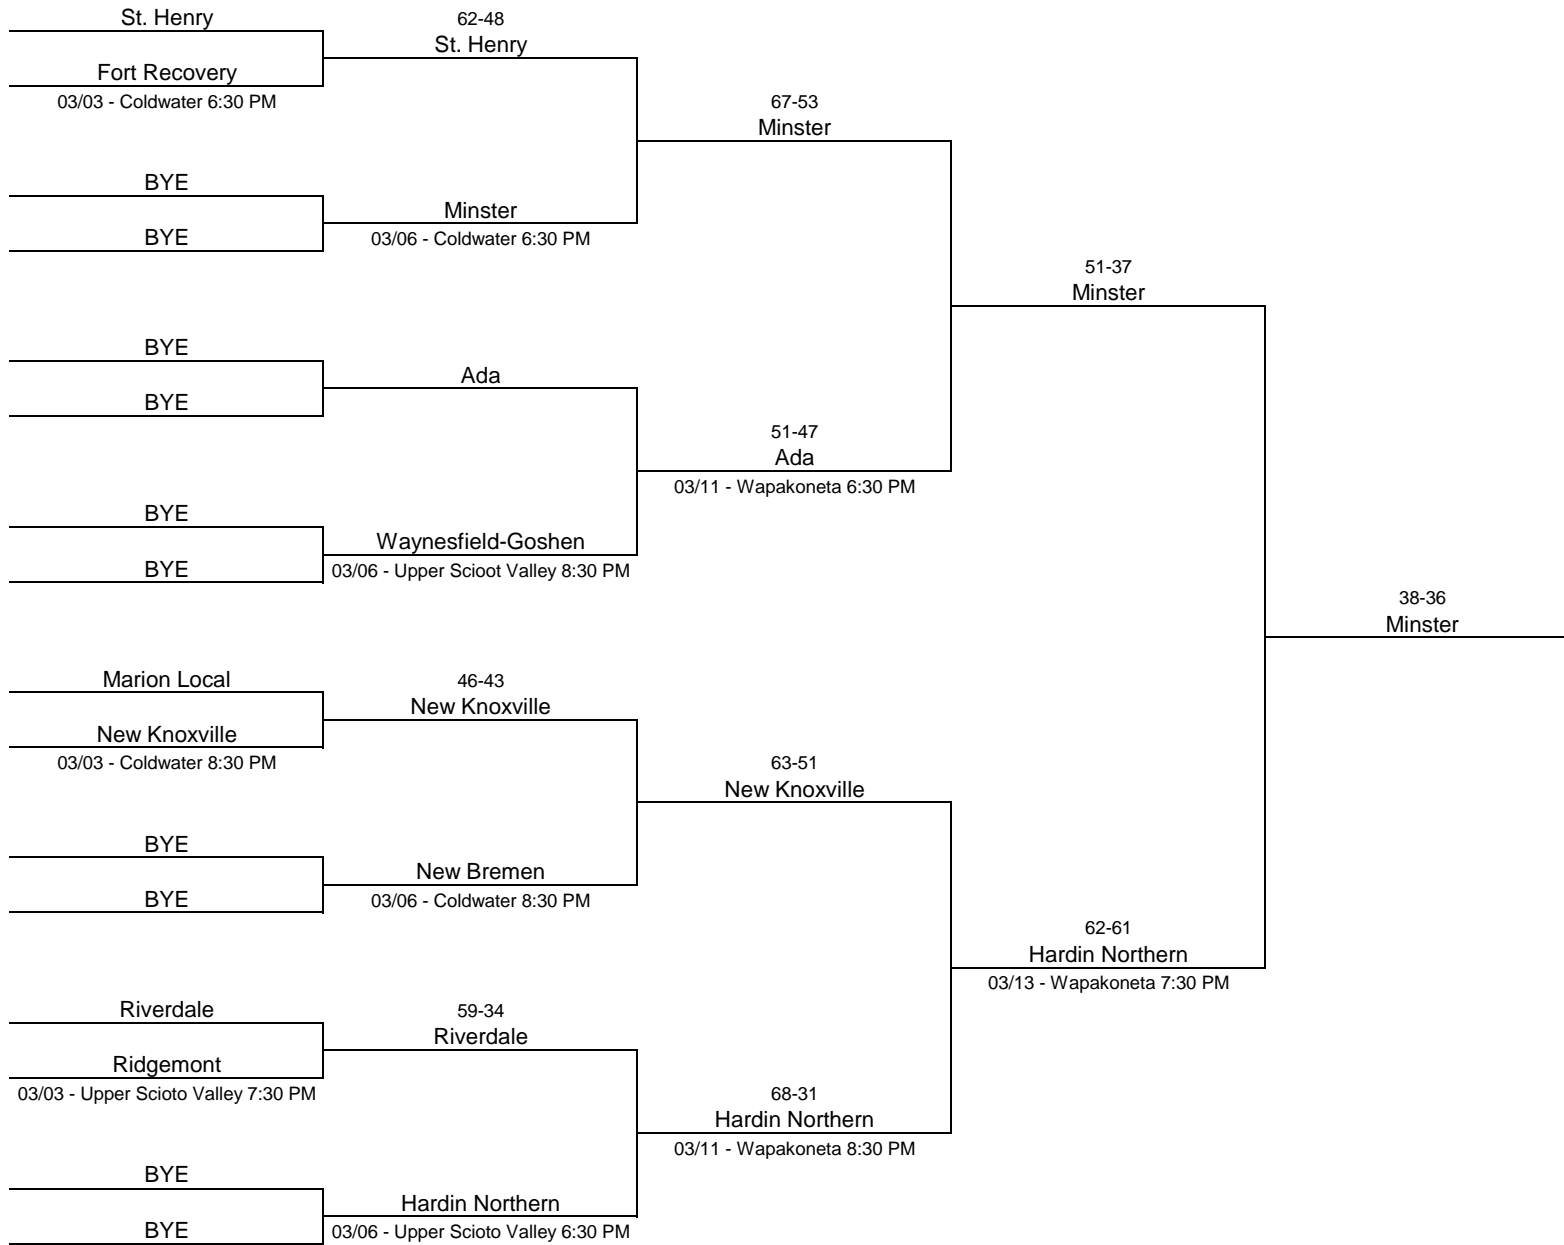 St. Henry
Fort Recovery
03/03 - Coldwater 6:30 PM
BYE
BYE
BYE
BYE
BYE
BYE
Marion Local
New Knoxville
03/03 - Coldwater 8:30 PM
BYE
BYE
Riverdale
Ridgemont
03/03 - Upper Scioto Valley 7:30 PM
BYE
BYE
62-48
St. Henry
Minster
03/06 - Coldwater 6:30 PM
Ada
Waynesfield-Goshen
03/06 - Upper Scioot Valley 8:30 PM
46-43
New Knoxville
New Bremen
03/06 - Coldwater 8:30 PM
59-34
Riverdale
Hardin Northern
03/06 - Upper Scioto Valley 6:30 PM
67-53
Minster
51-47
Ada
03/11 - Wapakoneta 6:30 PM
63-51
New Knoxville
68-31
Hardin Northern
03/11 - Wapakoneta 8:30 PM
51-37
Minster
62-61
Hardin Northern
03/13 - Wapakoneta 7:30 PM
38-36
Minster